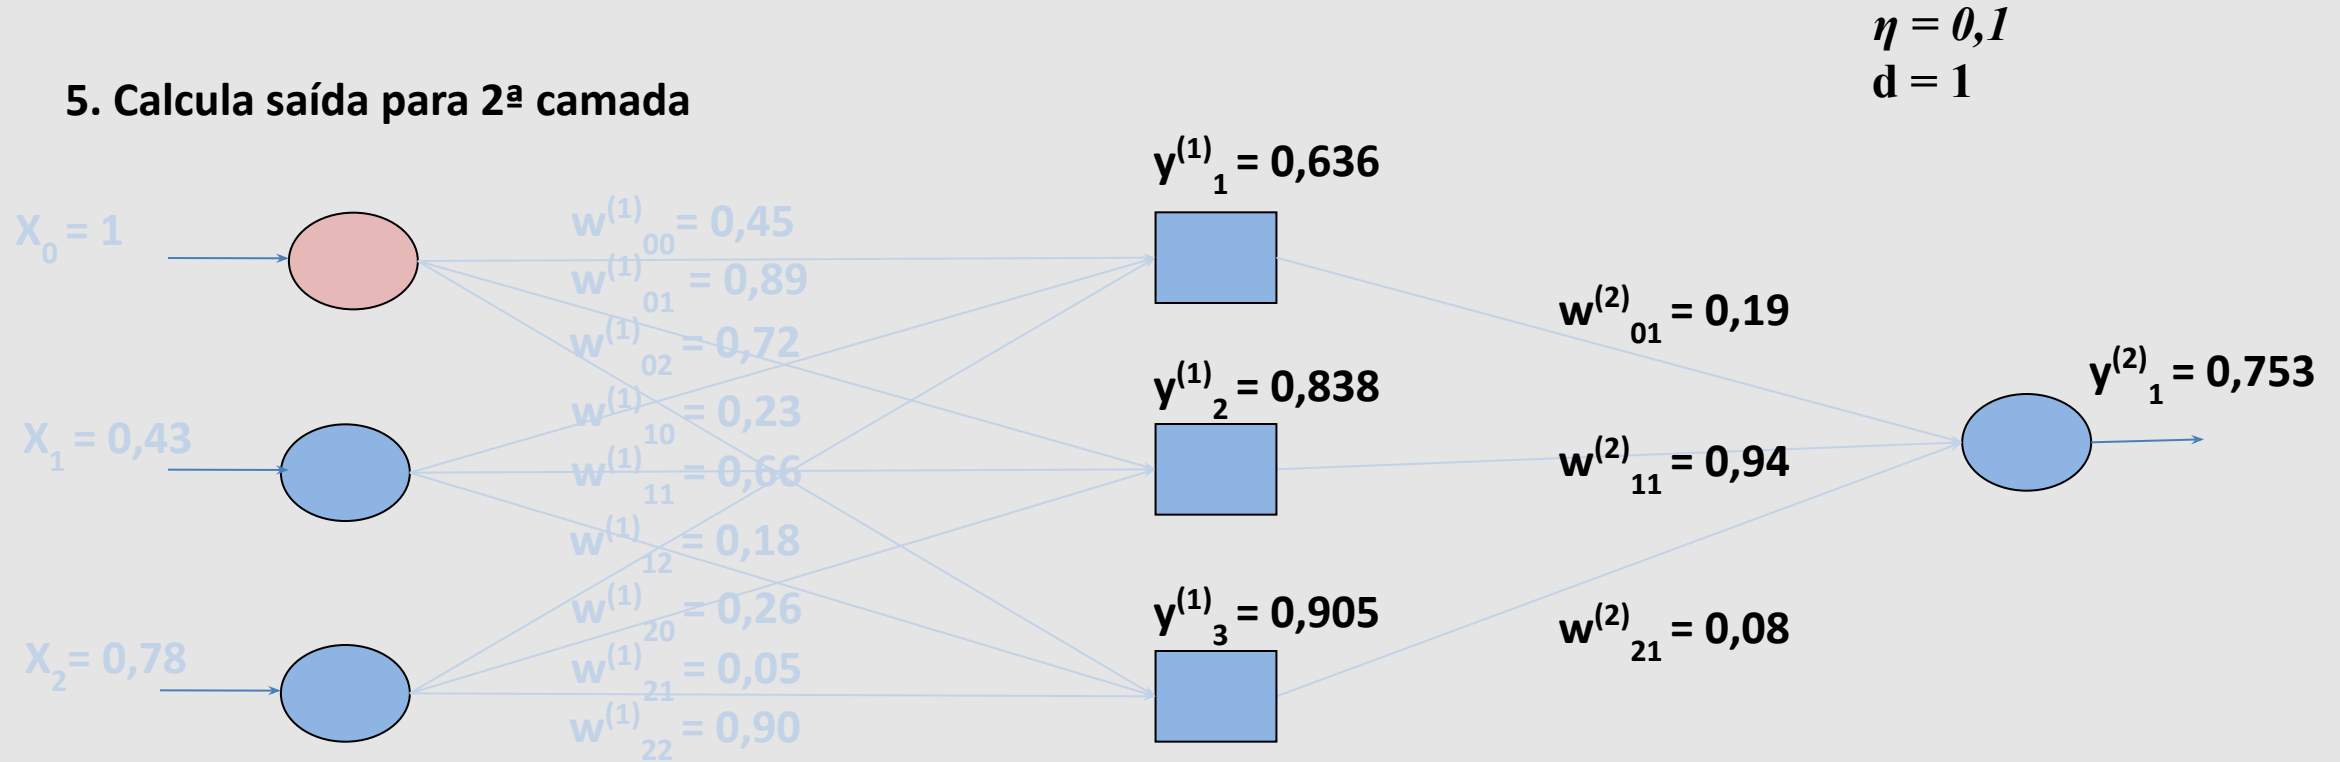 η = 0,1
d = 1
5. Calcula saída para 2ª camada
y(1)1 = 0,636
X0 = 1
w(1)00 = 0,45
w(1)01 = 0,89
w(2)01 = 0,19
w(1)02 = 0,72
y(1)2 = 0,838
y(2)1 = 0,753
w(1)10 = 0,23
X1 = 0,43
w(1)11 = 0,66
w(2)11 = 0,94
w(1)12 = 0,18
w(1)20 = 0,26
y(1)3 = 0,905
w(2)21 = 0,08
X2 = 0,78
w(1)21 = 0,05
w(1)22 = 0,90